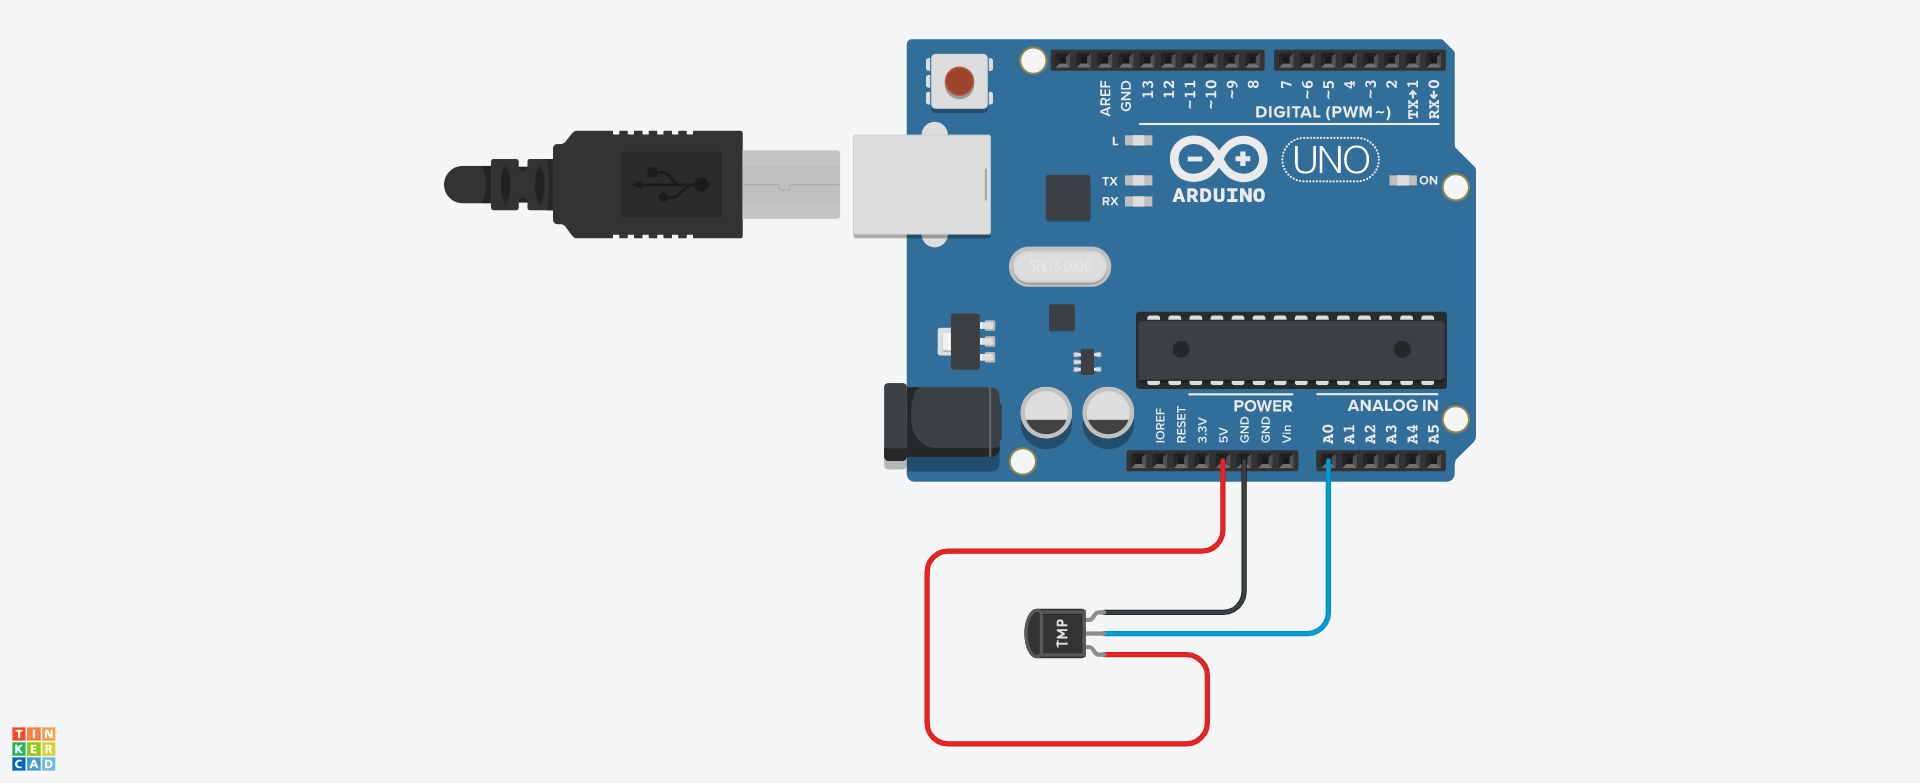 AREF
GND
13
12
~11
~10
~9
8
7
~6
~5
4
~3
2
TX→1
RX←0
DIGITAL (PWM~)
L
TX
RX
ARDUINO
UNO
ON
SPK16.000G
POWER
ANALOG IN
IOREF
RESET
3.3V
5V
GND
GND
Vin
A0
A1
A2
A3
A4
A5
TMP
TIN
KER
CAD